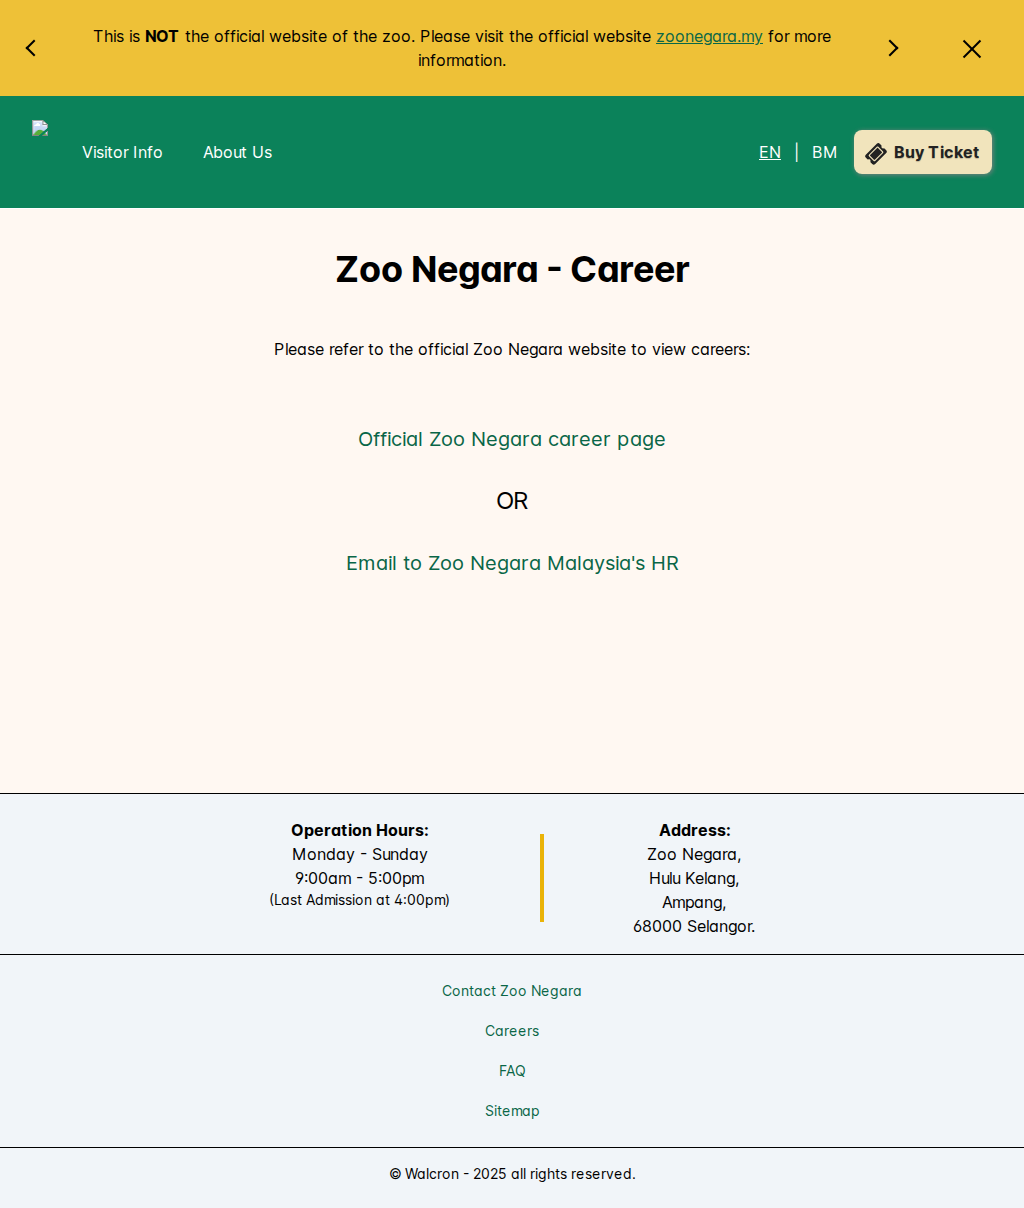 This is NOT the official website of the zoo. Please visit the official website zoonegara.my for more
information.
Visitor Info
About Us
EN | BM
Buy Ticket
Zoo Negara - Career
Please refer to the official Zoo Negara website to view careers:
Official Zoo Negara career page
OR
Email to Zoo Negara Malaysia's HR
Operation Hours:
Monday - Sunday
9:00am - 5:00pm
(Last Admission at 4:00pm)
Address:
Zoo Negara,
Hulu Kelang,
Ampang,
68000 Selangor.
Contact Zoo Negara
Careers
FAQ
Sitemap
© Walcron - 2025 all rights reserved.